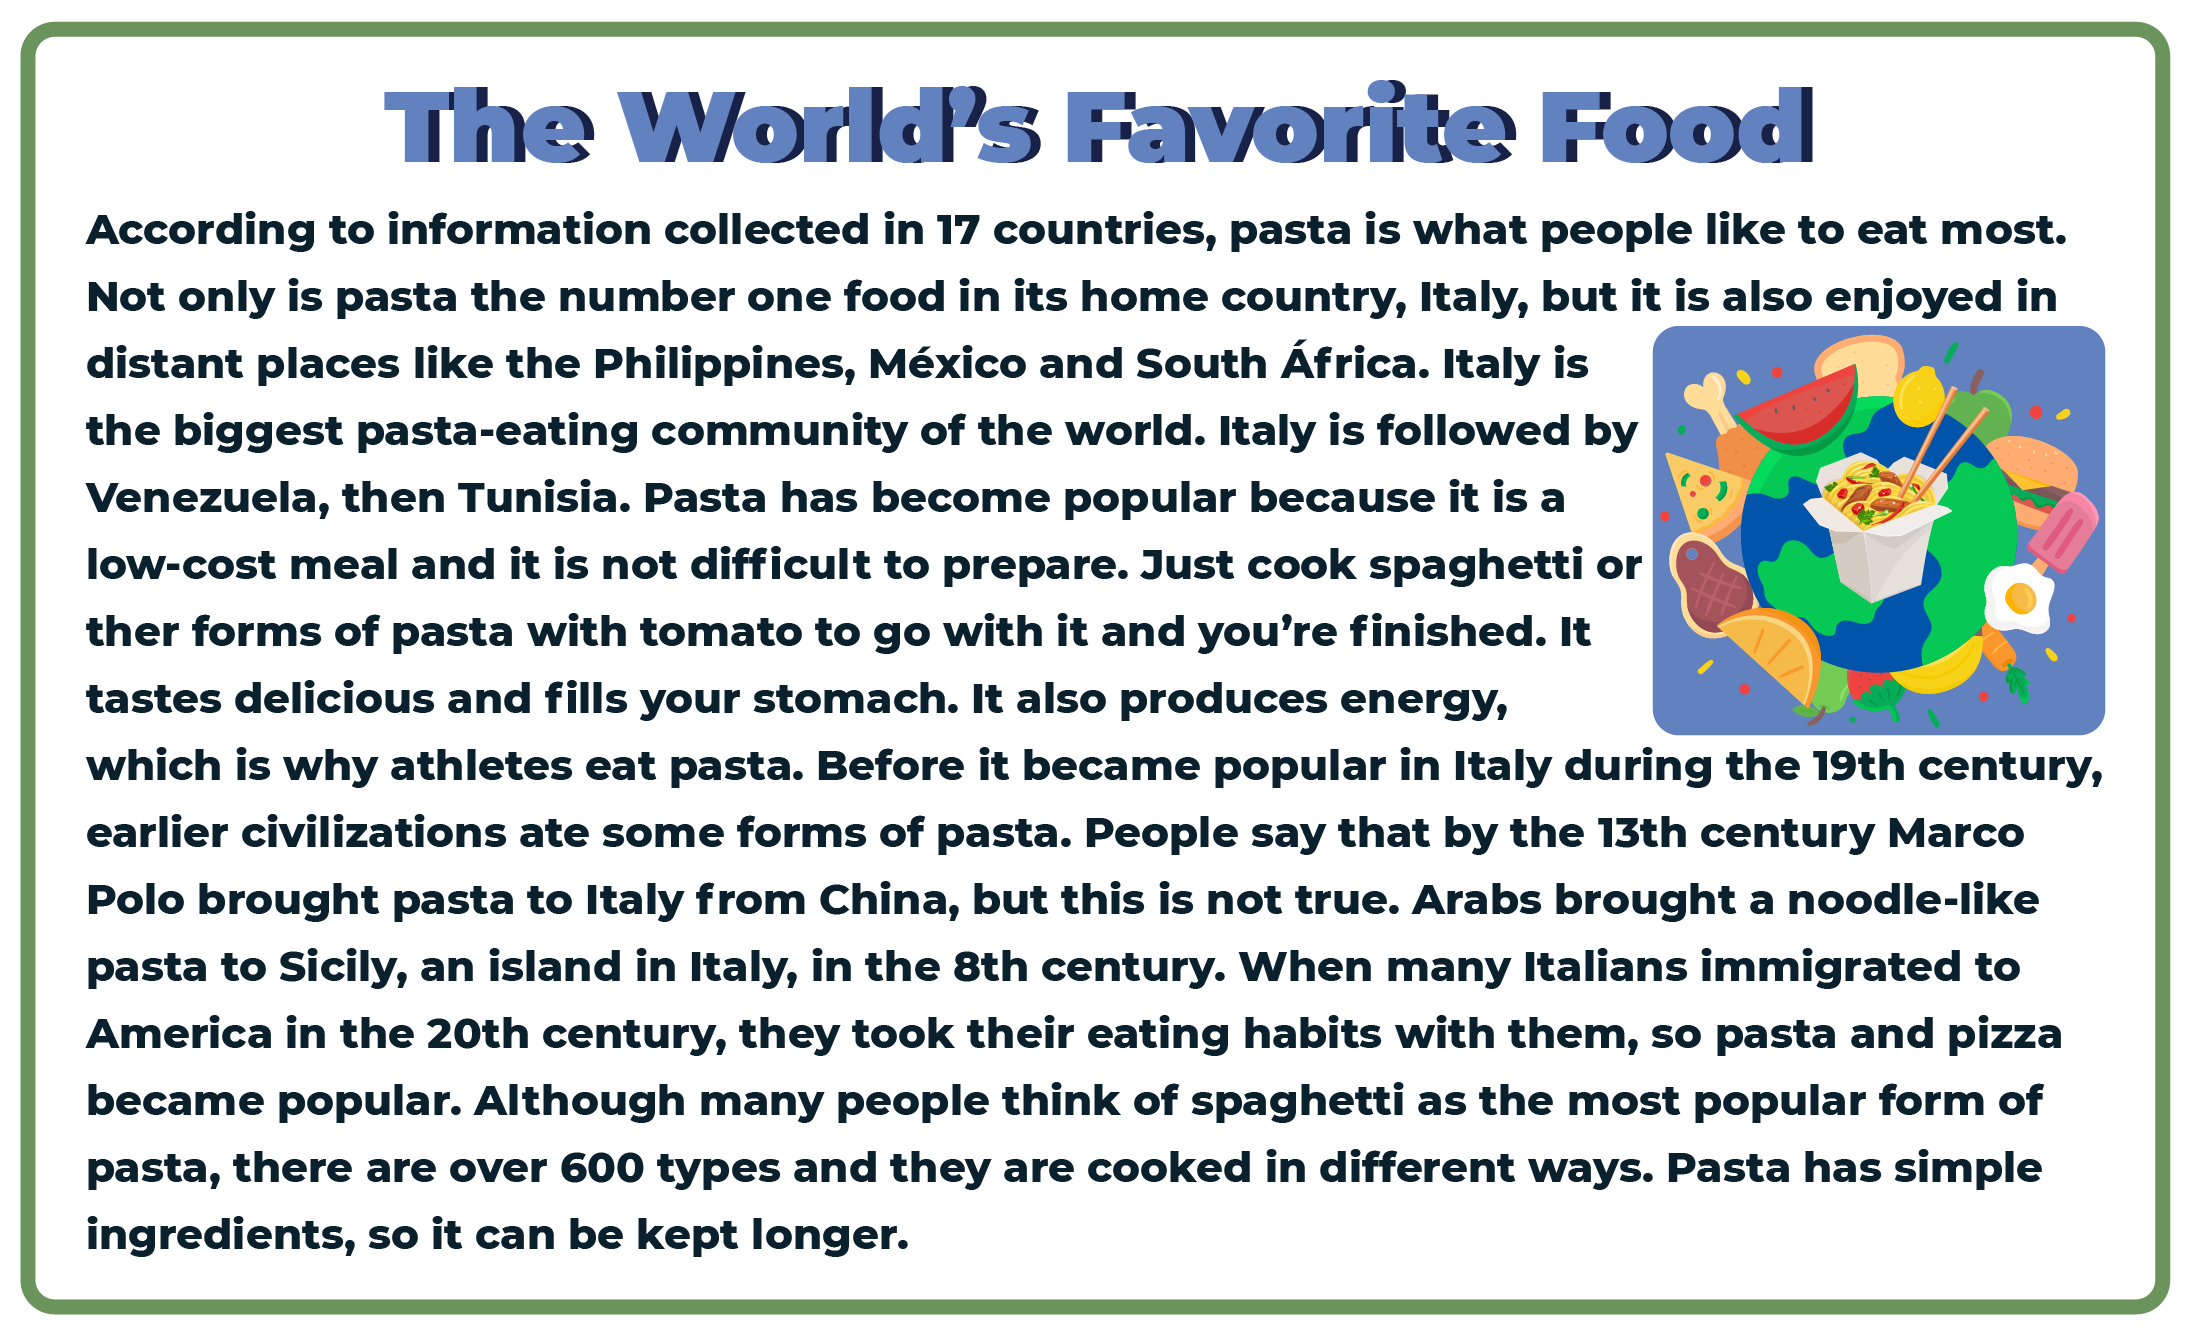 The World’s Favorite Food
According to information collected in 17 countries, pasta is what people like to eat most.
Not only is pasta the number one food in its home country, Italy, but it is also enjoyed in
distant places like the Philippines, México and South África. Italy is
the biggest pasta-eating community of the world. Italy is followed by
Venezuela, then Tunisia. Pasta has become popular because it is a
low-cost meal and it is not difficult to prepare. Just cook spaghetti or
ther forms of pasta with tomato to go with it and you’re finished. It
tastes delicious and fills your stomach. It also produces energy,
which is why athletes eat pasta. Before it became popular in Italy during the 19th century,
earlier civilizations ate some forms of pasta. People say that by the 13th century Marco
Polo brought pasta to Italy from China, but this is not true. Arabs brought a noodle-like
pasta to Sicily, an island in Italy, in the 8th century. When many Italians immigrated to
America in the 20th century, they took their eating habits with them, so pasta and pizza
became popular. Although many people think of spaghetti as the most popular form of
pasta, there are over 600 types and they are cooked in different ways. Pasta has simple
ingredients, so it can be kept longer.